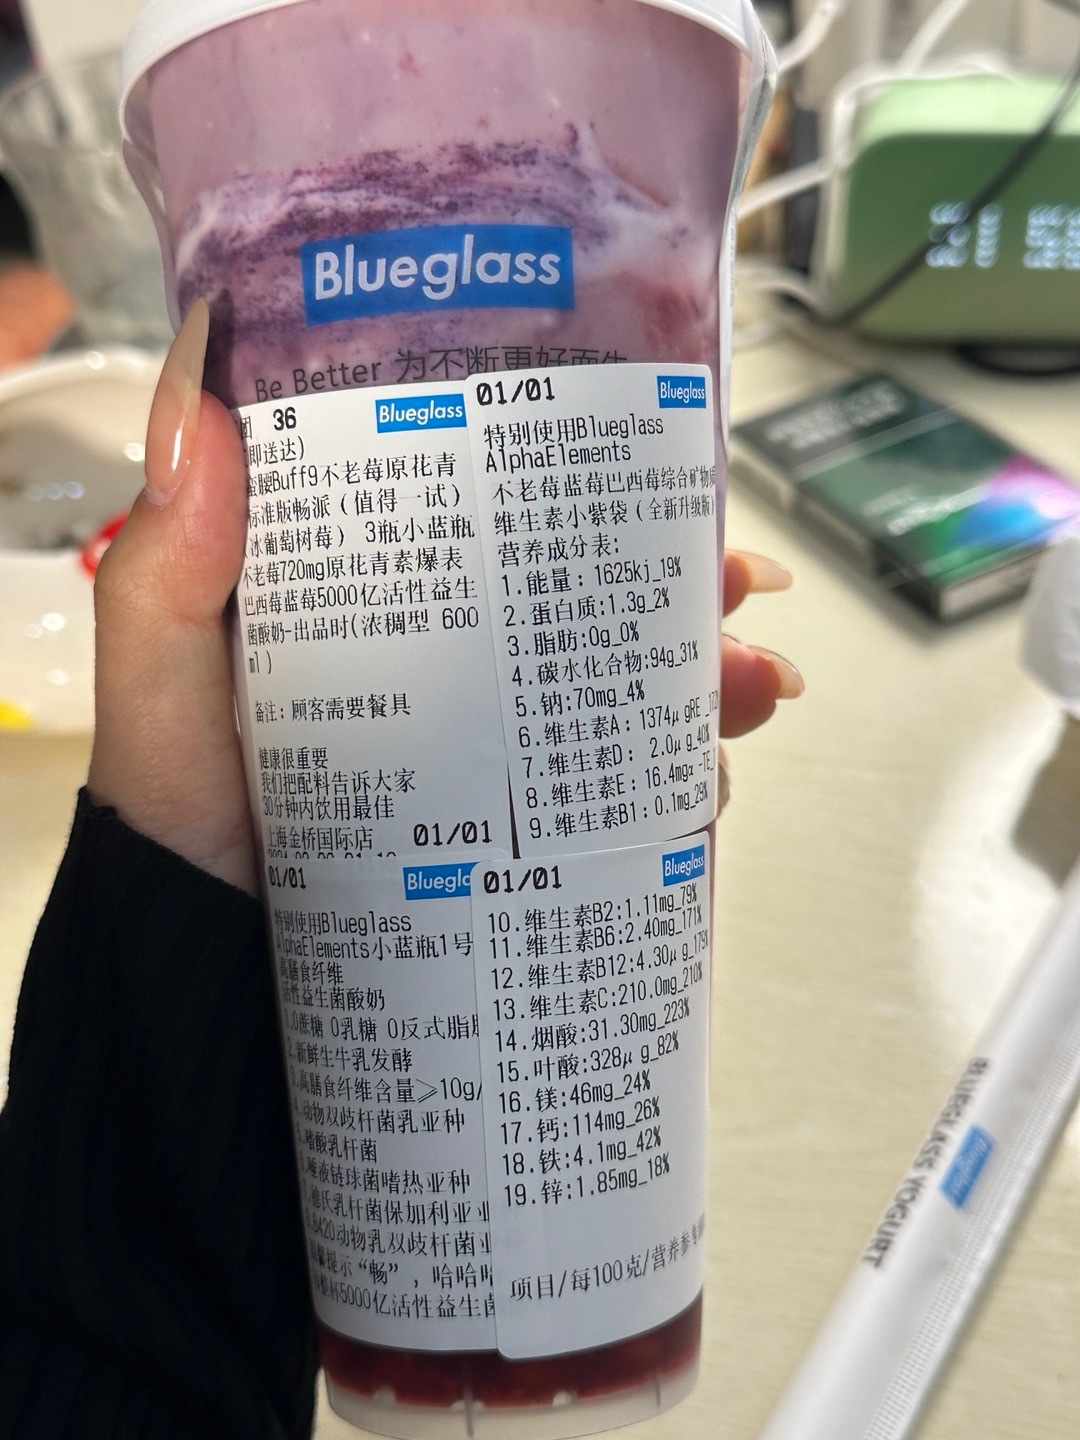 Blueglass
Be Better 为不断更好而生
36
Blueglass
即送达)
腰Buff9不老莓原花青
标准版畅派（值得一试）
冰葡萄树莓） 3瓶小蓝瓶
不老莓720mg原花青素爆表
巴西莓蓝莓5000亿活性益生
菌酸奶-出品时(浓稠型 600
ml)
备注: 顾客需要餐具
健康很重要
我们把配料告诉大家
30分钟内饮用最佳
上海金桥国际店
01/01
01/01
Blueglass
特别使用Blueglass
AlphaElements
不老莓蓝莓巴西莓综合矿物质
维生素小紫袋（全新升级版）
营养成分表:
1.能量: 1625kj_19%
2.蛋白质:1.3g_2%
3.脂肪:0g_0%
4.碳水化合物:94g_31%
5.钠:70mg_4%
6.维生素A: 1374μgRE
7.维生素D: 2.0μg_40%
8.维生素E: 16.4mgα-TE
9.维生素B1: 0.1mg_29%
01/01
Bluegla
特别使用Blueglass
AlphaElements小蓝瓶1号
高膳食纤维
活性益生菌酸奶
0蔗糖 0乳糖 0反式脂肪
2.新鲜生牛乳发酵
高膳食纤维含量≥10g/
动物双歧杆菌乳亚种
嗜酸乳杆菌
唾液链球菌嗜热亚种
德氏乳杆菌保加利亚亚
B420动物乳双歧杆菌亚
提示“畅”, 哈哈哈
5000亿活性益生菌
01/01
Blueglass
10.维生素B2:1.11mg_79%
11.维生素B6:2.40mg_171%
12.维生素B12:4.30μg_179%
13.维生素C:210.0mg_210%
14.烟酸:31.30mg_223%
15.叶酸:328μg_82%
16.镁:46mg_24%
17.钙:114mg_26%
18.铁:4.1mg_42%
19.锌:1.85mg_18%
项目/每100克/营养参考
BLUEGLASS YOGURT
Blueglass